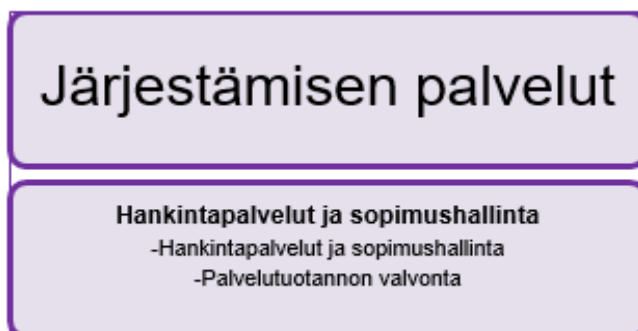 Järjestämisen palvelut
Hankintapalvelut ja sopimushallinta
-Hankintapalvelut ja sopimushallinta
-Palvelutuotannon valvonta